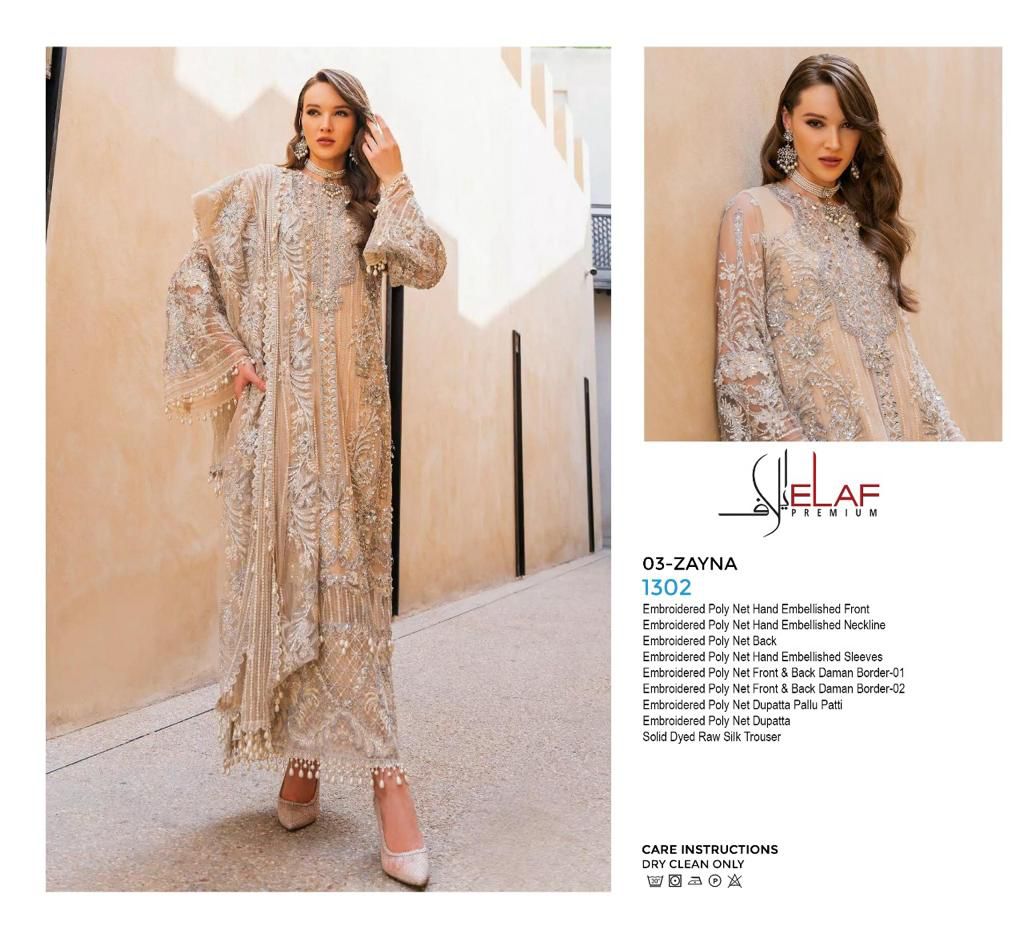 ايلاف
ELAF
PREMIUM
03-ZAYNA
1302
Embroidered Poly Net Hand Embellished Front
Embroidered Poly Net Hand Embellished Neckline
Embroidered Poly Net Back
Embroidered Poly Net Hand Embellished Sleeves
Embroidered Poly Net Front & Back Daman Border-01
Embroidered Poly Net Front & Back Daman Border-02
Embroidered Poly Net Dupatta Pallu Patti
Embroidered Poly Net Dupatta
Solid Dyed Raw Silk Trouser
CARE INSTRUCTIONS
DRY CLEAN ONLY
P